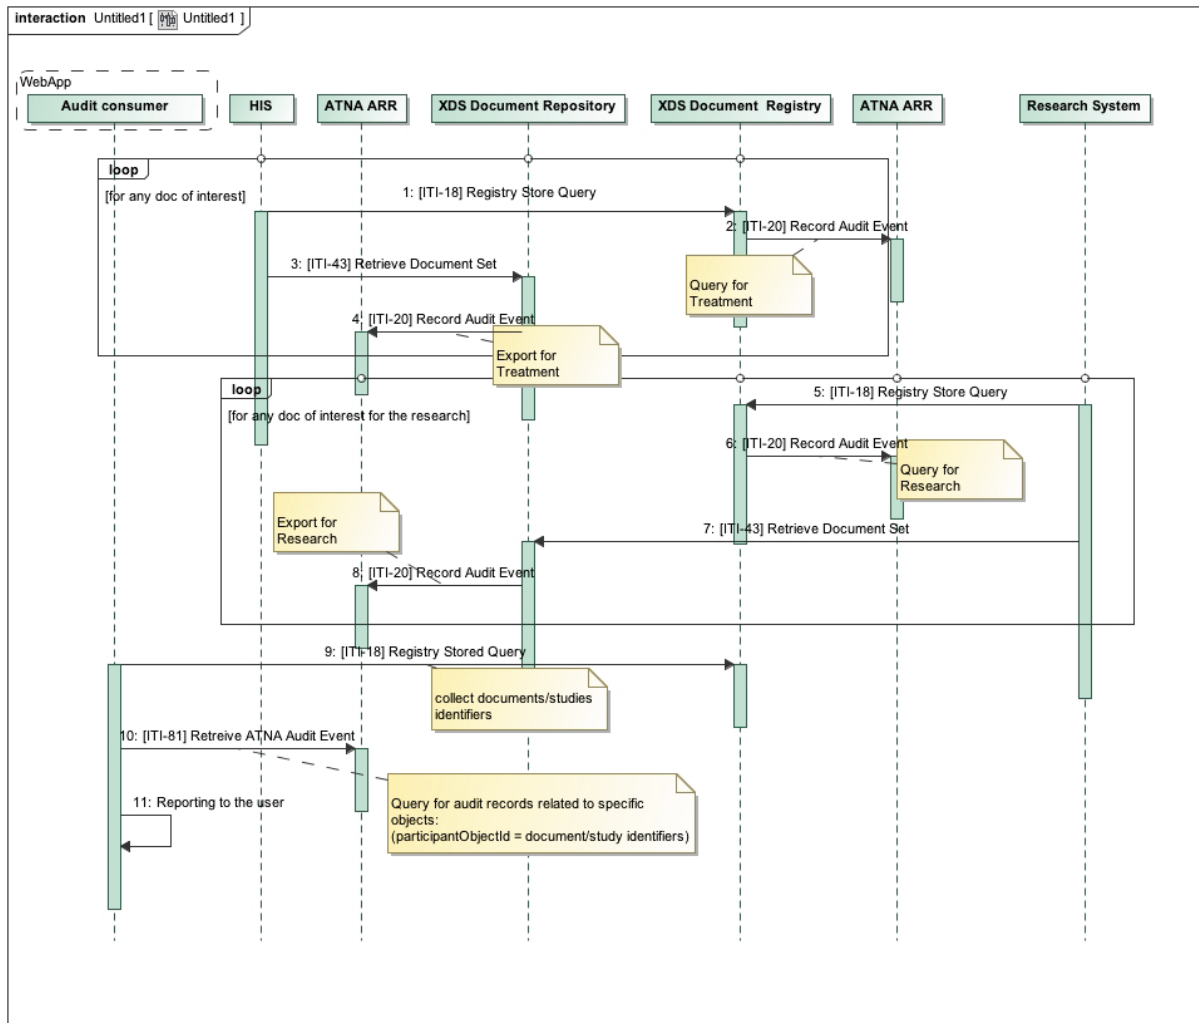 interaction Untitled1 [ Untitled1 ]
WebApp
Audit consumer
HIS
ATNA ARR
XDS Document Repository
XDS Document Registry
ATNA ARR
Research System
loop
[for any doc of interest]
1: [ITI-18] Registry Store Query
2: [ITI-20] Record Audit Event
3: [ITI-43] Retrieve Document Set
Query for
Treatment
4: [ITI-20] Record Audit Event
Export for
Treatment
loop
[for any doc of interest for the research]
5: [ITI-18] Registry Store Query
6: [ITI-20] Record Audit Event
Query for
Research
Export for
Research
7: [ITI-43] Retrieve Document Set
8: [ITI-20] Record Audit Event
9: [ITI-18] Registry Stored Query
collect documents/studies
identifiers
10: [ITI-81] Retreive ATNA Audit Event
11: Reporting to the user
Query for audit records related to specific
objects:
(participantObjectId = document/study identifiers)